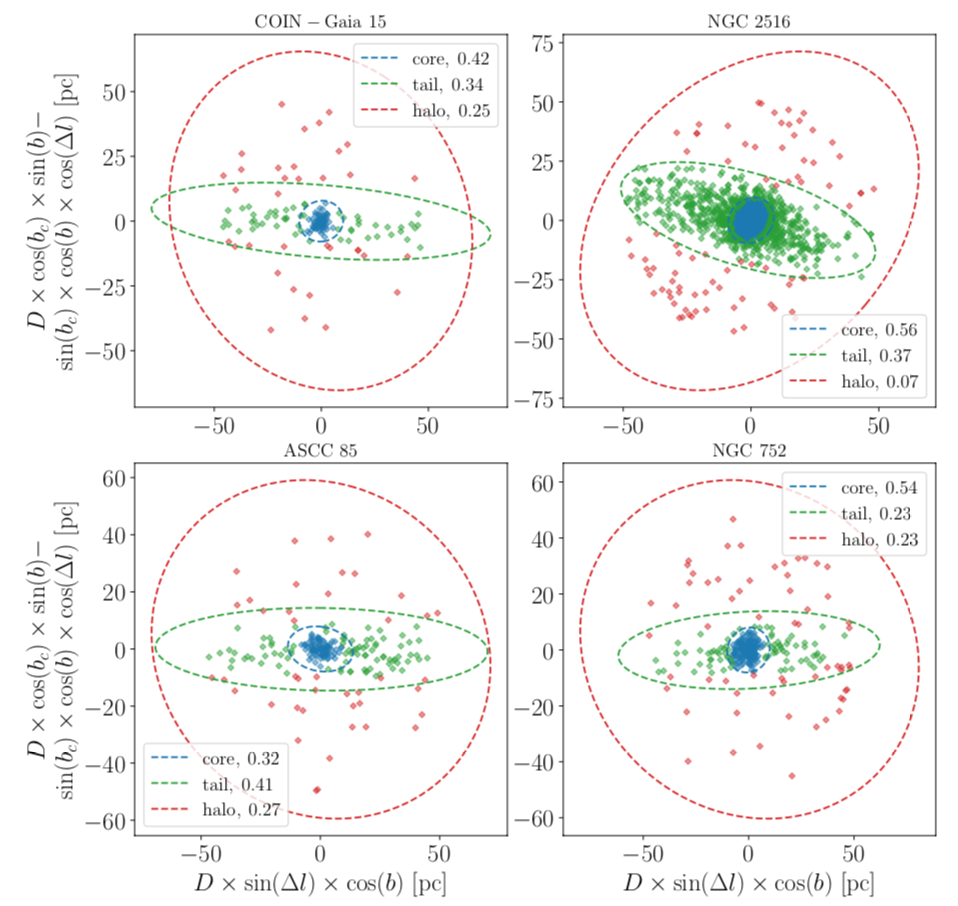 COIN − Gaia 15
core, 0.42
tail, 0.34
halo, 0.25
50
25
0
−25
−50
−50 0 50
D × cos(b_c) × sin(b)−
sin(b_c) × cos(b) × cos(Δl) [pc]
NGC 2516
75
50
25
0
−25
−50
−75
core, 0.56
tail, 0.37
halo, 0.07
−50 0 50
ASCC 85
60
40
20
0
−20
−40
−60
core, 0.32
tail, 0.41
halo, 0.27
−50 0 50
D × cos(b_c) × sin(b)−
sin(b_c) × cos(b) × cos(Δl) [pc]
D × sin(Δl) × cos(b) [pc]
NGC 752
core, 0.54
tail, 0.23
halo, 0.23
60
40
20
0
−20
−40
−60
−50 0 50
D × sin(Δl) × cos(b) [pc]